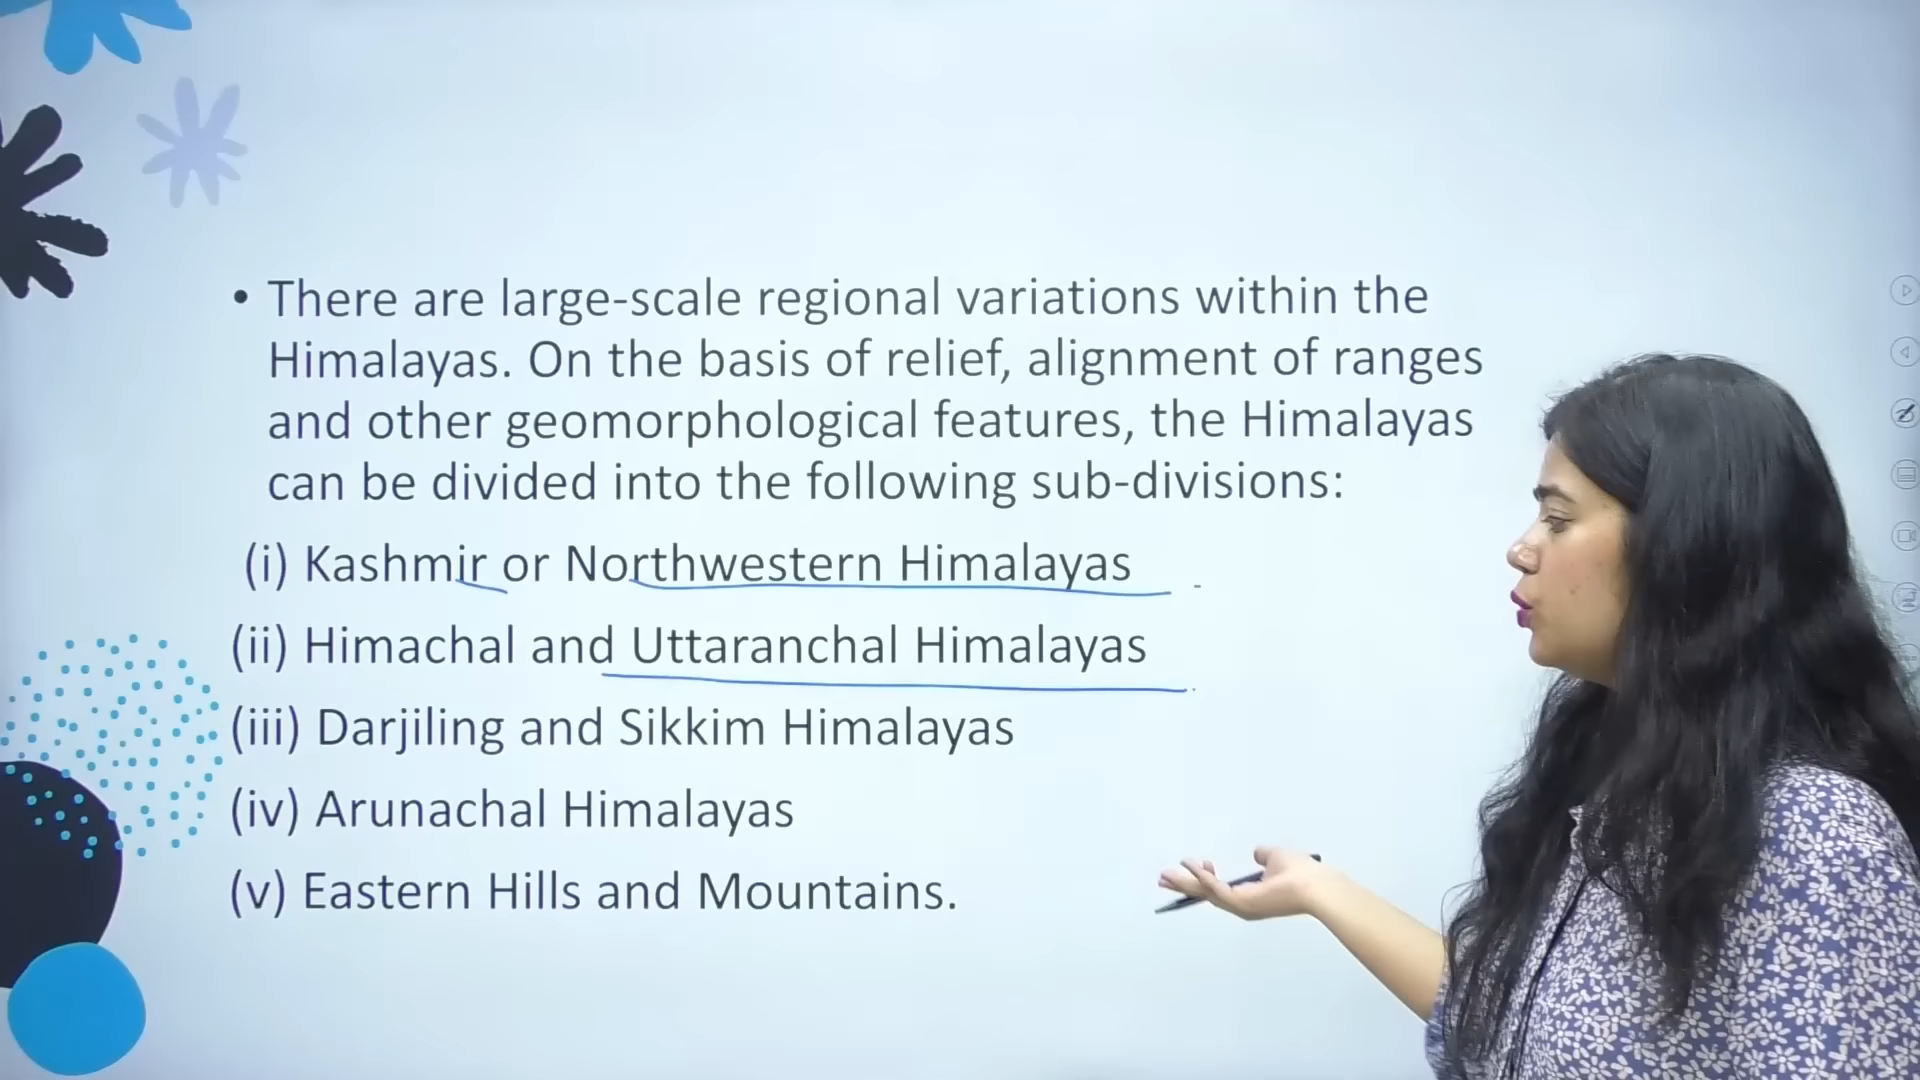 • There are large-scale regional variations within the
Himalayas. On the basis of relief, alignment of ranges
and other geomorphological features, the Himalayas
can be divided into the following sub-divisions:
(i) Kashmir or Northwestern Himalayas
(ii) Himachal and Uttaranchal Himalayas
(iii) Darjiling and Sikkim Himalayas
(iv) Arunachal Himalayas
(v) Eastern Hills and Mountains.